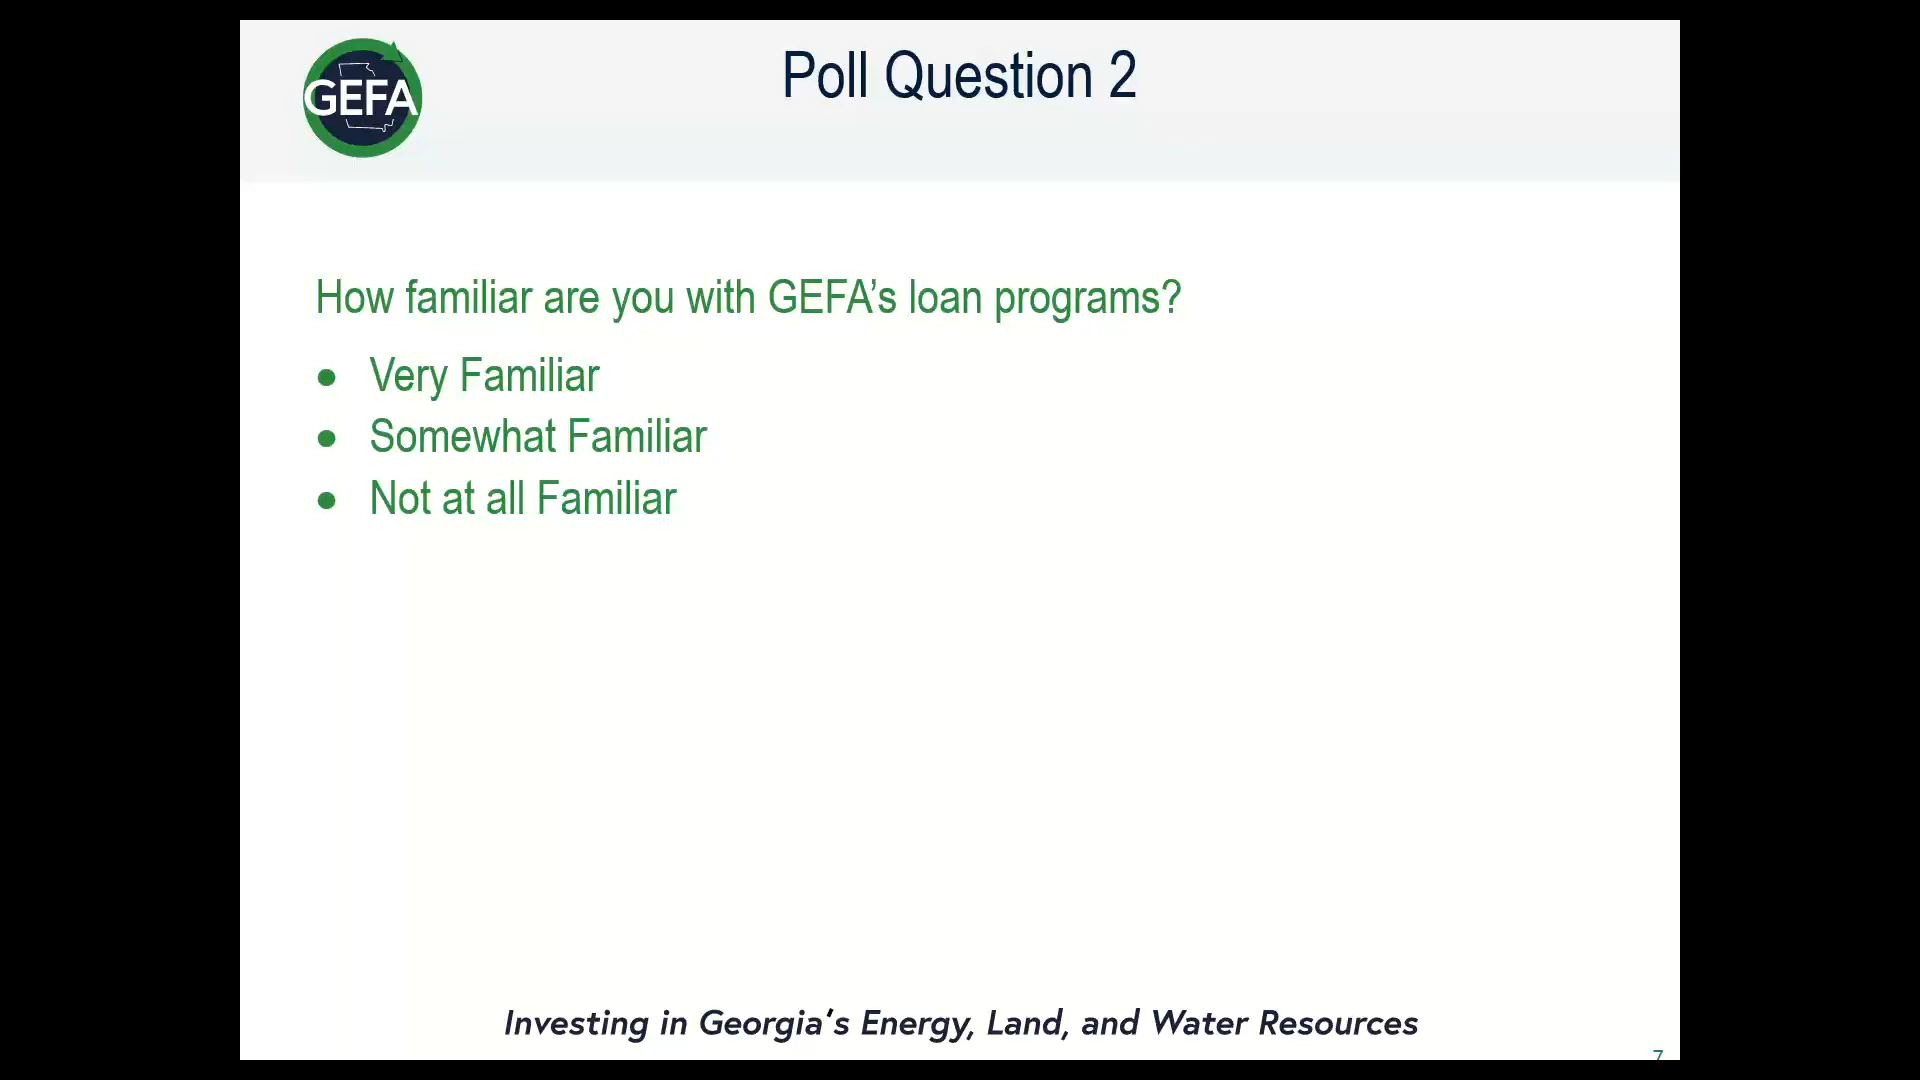 GEFA
Poll Question 2
How familiar are you with GEFA’s loan programs?
● Very Familiar
● Somewhat Familiar
● Not at all Familiar
Investing in Georgia's Energy, Land, and Water Resources
7